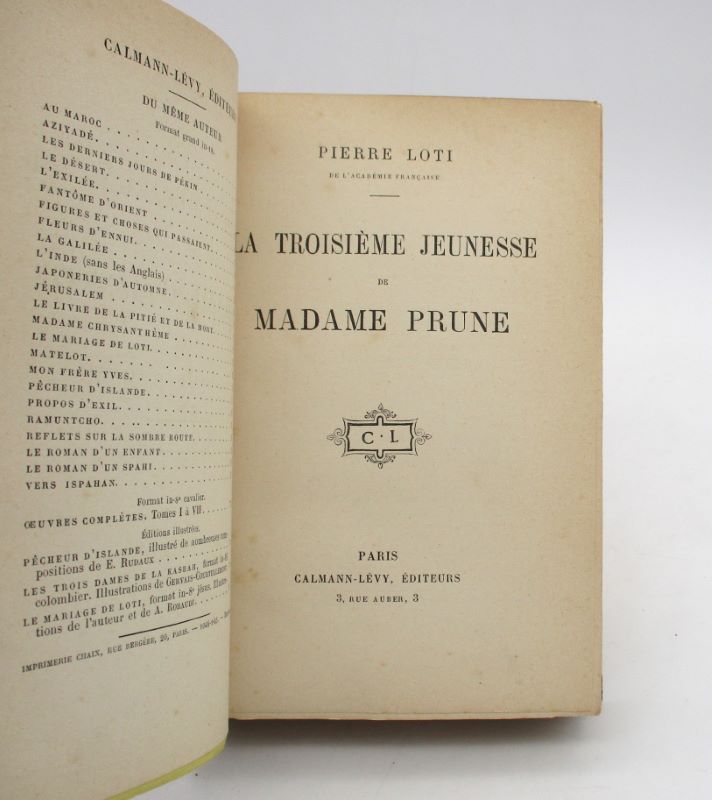 CALMANN-LÉVY, ÉDITEURS
DU MÊME AUTEUR
Format grand in-18.
AU MAROC
AZIYADÉ
LES DERNIERS JOURS DE PÉKIN
LE DÉSERT
L'EXILÉE
FANTÔME D'ORIENT
FIGURES ET CHOSES QUI PASSAIENT
FLEURS D'ENNUI
LA GALILÉE
L'INDE (sans les Anglais)
JAPONERIES D'AUTOMNE
JÉRUSALEM
LE LIVRE DE LA PITIÉ ET DE LA MORT
MADAME CHRYSANTHÈME
LE MARIAGE DE LOTI
MATELOT
MON FRÈRE YVES
PÊCHEUR D'ISLANDE
PROPOS D'EXIL
RAMUNTCHO
REFLETS SUR LA SOMBRE ROUTE
LE ROMAN D'UN ENFANT
LE ROMAN D'UN SPAHI
VERS ISPAHAN
Format in-8º cavalier.
ŒUVRES COMPLÈTES, Tomes I à VII
Éditions illustrées.
PÊCHEUR D'ISLANDE, illustré de nombreuses com-
positions de E. RUDAUX
LES TROIS DAMES DE LA KASBAH, format in-8º
colombier. Illustrations de GERVAIS-COURTELLEMONT
LE MARIAGE DE LOTI, format in-8º jésus. Illustra-
tions de l'auteur et de A. ROBAUDI
IMPRIMERIE CHAIX, RUE BERGÈRE, 20, PARIS.
PIERRE LOTI
DE L'ACADÉMIE FRANÇAISE
LA TROISIÈME JEUNESSE
DE
MADAME PRUNE
C·L
PARIS
CALMANN-LÉVY, ÉDITEURS
3, RUE AUBER, 3